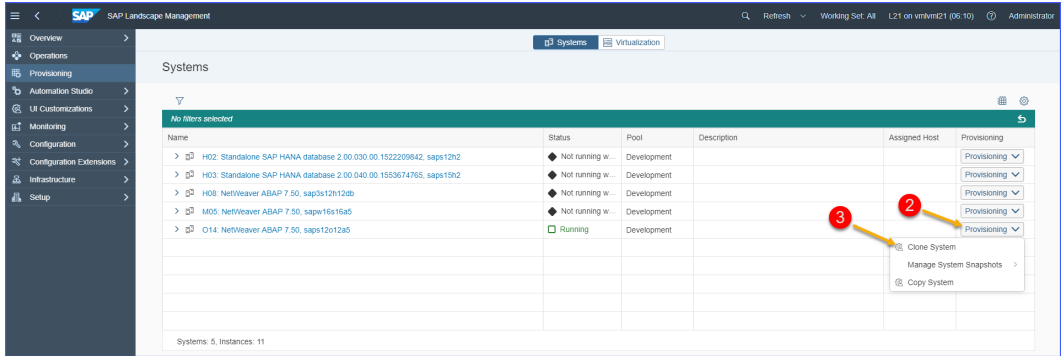 SAP SAP Landscape Management Refresh Working Set: All L21 on vmlvml21 (06:10) Administrator
Overview
Operations
Provisioning
Automation Studio
UI Customizations
Monitoring
Configuration
Configuration Extensions
Infrastructure
Setup
Systems Virtualization
Systems
No filters selected
Name Status Pool Description Assigned Host Provisioning
H02: Standalone SAP HANA database 2.00.030.00.1522209842, saps12h2 Not running w... Development Provisioning
H03: Standalone SAP HANA database 2.00.040.00.1553674765, saps15h2 Not running w... Development Provisioning
H08: NetWeaver ABAP 7.50, sap3s12h12db Not running w... Development Provisioning
M05: NetWeaver ABAP 7.50, sapw16s16a5 Not running w... Development Provisioning
O14: NetWeaver ABAP 7.50, saps12o12a5 Running Development Provisioning
2
3
Clone System
Manage System Snapshots
Copy System
Systems: 5, Instances: 11